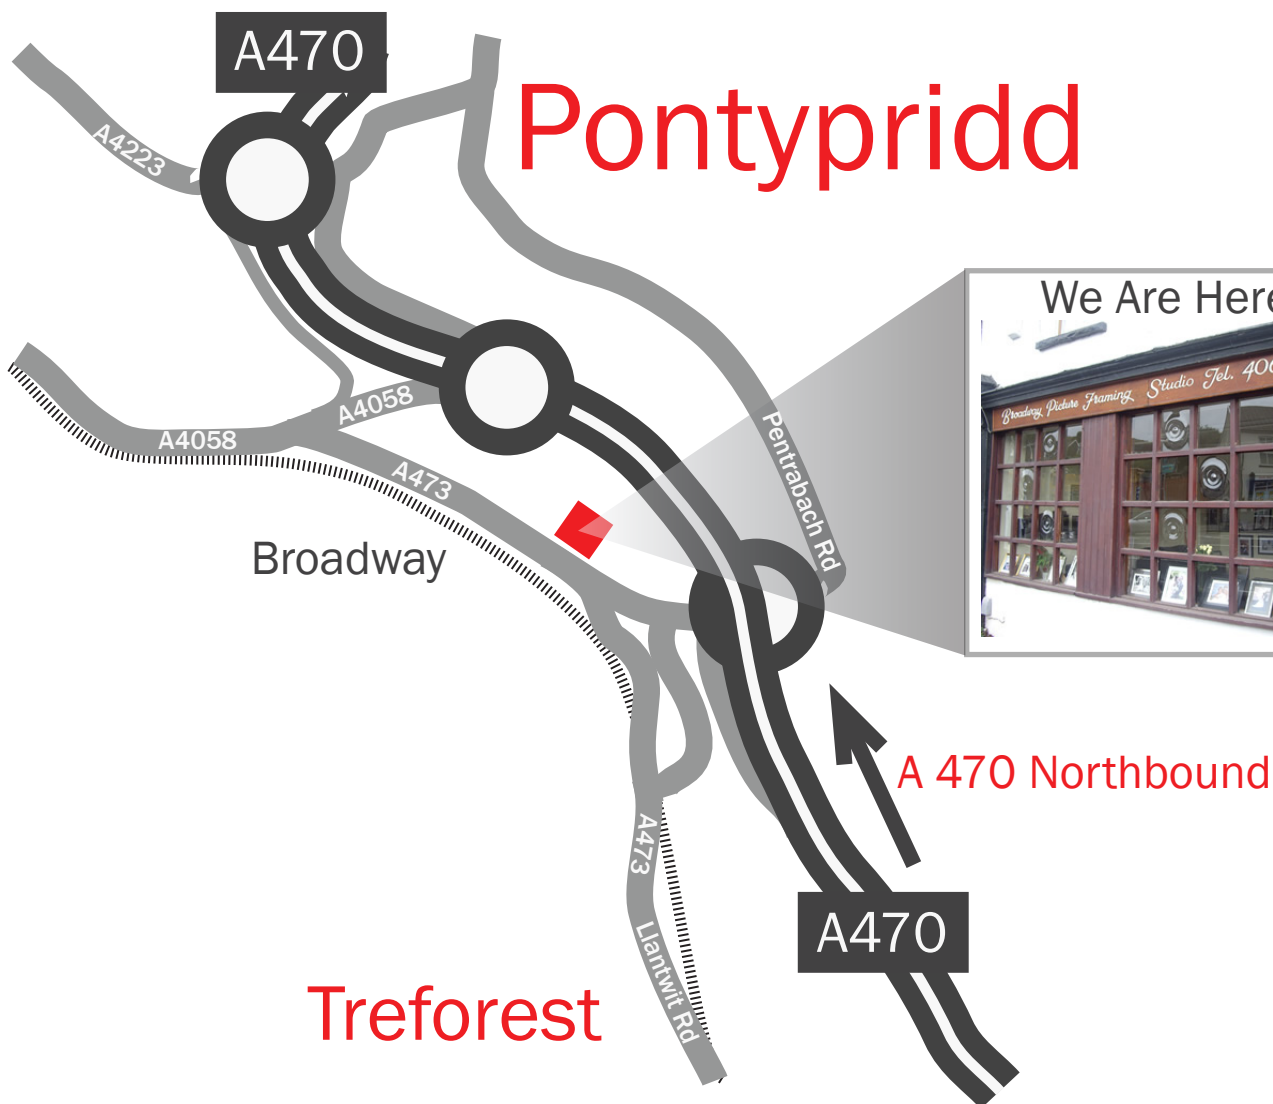 A470
Pontypridd
A4223
We Are Here
Broadway Picture Framing Studio Tel. 406
A4058
A4058
Pentrabach Rd
A473
Broadway
A 470 Northbound
A473
A470
Llantwit Rd
Treforest